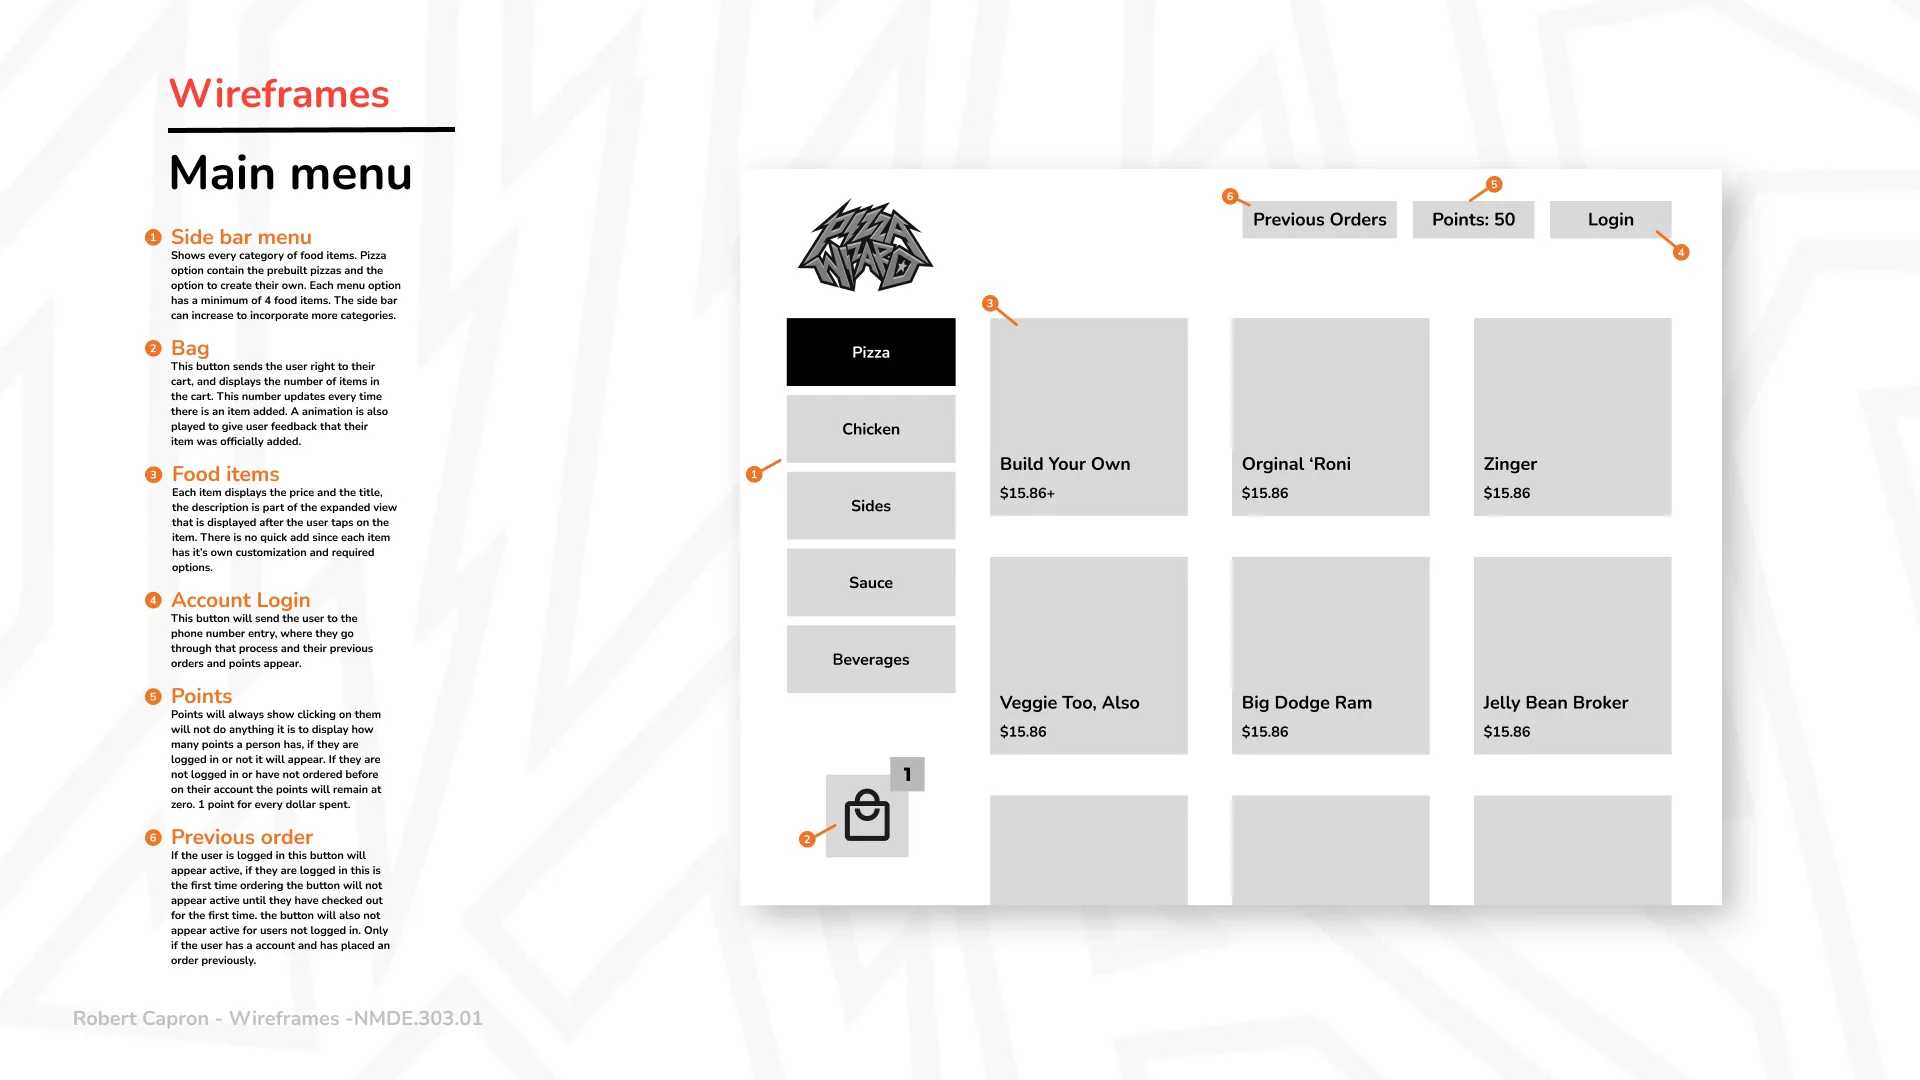 Wireframes
Main menu
1 Side bar menu
Shows every category of food items. Pizza
option contain the prebuilt pizzas and the
option to create their own. Each menu option
has a minimum of 4 food items. The side bar
can increase to incorporate more categories.
2 Bag
This button sends the user right to their
cart, and displays the number of items in
the cart. This number updates every time
there is an item added. A animation is also
played to give user feedback that their
item was officially added.
3 Food items
Each item displays the price and the title,
the description is part of the expanded view
that is displayed after the user taps on the
item. There is no quick add since each item
has it's own customization and required
options.
4 Account Login
This button will send the user to the
phone number entry, where they go
through that process and their previous
orders and points appear.
5 Points
Points will always show clicking on them
will not do anything it is to display how
many points a person has, if they are
logged in or not it will appear. If they are
not logged in or have not ordered before
on their account the points will remain at
zero. 1 point for every dollar spent.
6 Previous order
If the user is logged in this button will
appear active, if they are logged in this is
the first time ordering the button will not
appear active until they have checked out
for the first time. the button will also not
appear active for users not logged in. Only
if the user has a account and has placed an
order previously.
Robert Capron - Wireframes -NMDE.303.01
PIZZA
WIZARD
6
Previous Orders
5
Points: 50
Login
4
Pizza
Chicken
1
Sides
Sauce
Beverages
1
2
3
Build Your Own
$15.86+
Orginal ‘Roni
$15.86
Zinger
$15.86
Veggie Too, Also
$15.86
Big Dodge Ram
$15.86
Jelly Bean Broker
$15.86